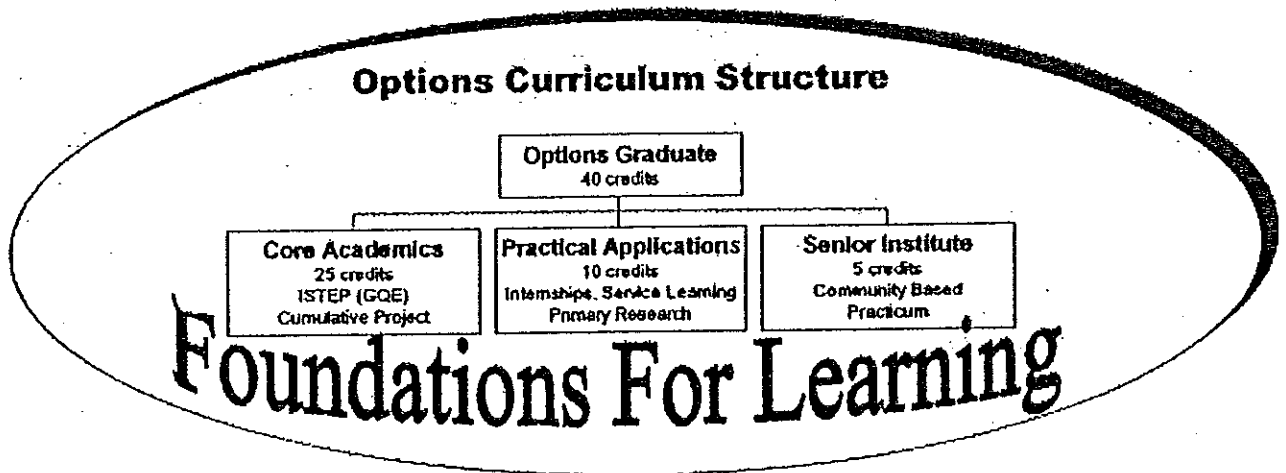 Options Curriculum Structure
Options Graduate
40 credits
Core Academics
25 credits
ISTEP (GQE)
Cumulative Project
Practical Applications
10 credits
Internships, Service Learning
Primary Research
Senior Institute
5 credits
Community Based
Practicum
Foundations For Learning